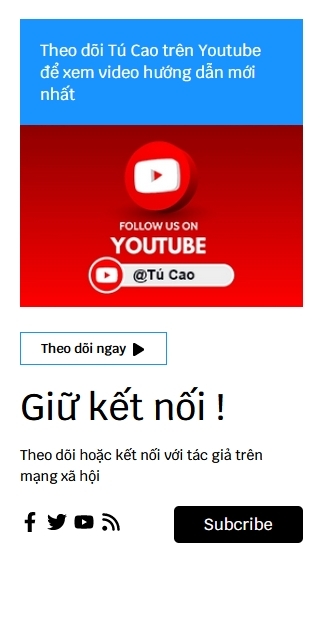 Theo dõi Tú Cao trên Youtube
để xem video hướng dẫn mới
nhất
FOLLOW US ON
YOUTUBE
@Tú Cao
Theo dõi ngay
Giữ kết nối !
Theo dõi hoặc kết nối với tác giả trên
mạng xã hội
Subcribe